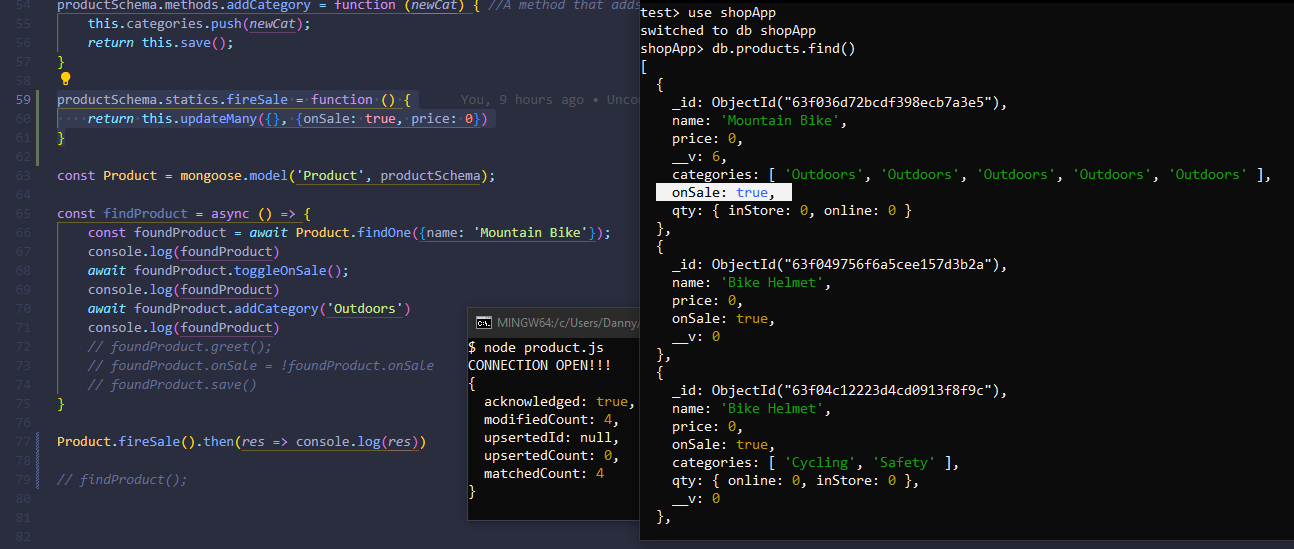 54 productSchema.methods.addCategory = function (newCat) { //A method that adds
55 this.categories.push(newCat);
56 return this.save();
57 }
58
59 productSchema.statics.fireSale = function () { You, 9 hours ago • Uncom
60 return this.updateMany({}, {onSale: true, price: 0})
61 }
62
63 const Product = mongoose.model('Product', productSchema);
64
65 const findProduct = async () => {
66 const foundProduct = await Product.findOne({name: 'Mountain Bike'});
67 console.log(foundProduct)
68 await foundProduct.toggleOnSale();
69 console.log(foundProduct)
70 await foundProduct.addCategory('Outdoors')
71 console.log(foundProduct)
72 // foundProduct.greet();
73 // foundProduct.onSale = !foundProduct.onSale
74 // foundProduct.save()
75 }
76
77 Product.fireSale().then(res => console.log(res))
78
79 // findProduct();
80
81
82
MINGW64:/c/Users/Danny/
$ node product.js
CONNECTION OPEN!!!
{
acknowledged: true,
modifiedCount: 4,
upsertedId: null,
upsertedCount: 0,
matchedCount: 4
}
test> use shopApp
switched to db shopApp
shopApp> db.products.find()
[
{
_id: ObjectId("63f036d72bcdf398ecb7a3e5"),
name: 'Mountain Bike',
price: 0,
__v: 6,
categories: [ 'Outdoors', 'Outdoors', 'Outdoors', 'Outdoors', 'Outdoors' ],
onSale: true,
qty: { inStore: 0, online: 0 }
},
{
_id: ObjectId("63f049756f6a5cee157d3b2a"),
name: 'Bike Helmet',
price: 0,
onSale: true,
__v: 0
},
{
_id: ObjectId("63f04c12223d4cd0913f8f9c"),
name: 'Bike Helmet',
price: 0,
onSale: true,
categories: [ 'Cycling', 'Safety' ],
qty: { online: 0, inStore: 0 },
__v: 0
},